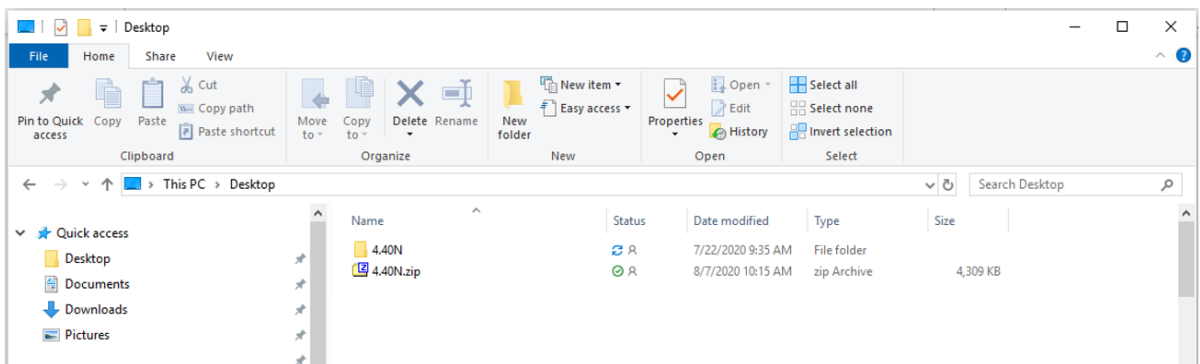 Desktop
File Home Share View
Pin to Quick access
Copy
Paste
Cut
Copy path
Paste shortcut
Clipboard
Move to
Copy to
Delete
Rename
Organize
New folder
New item
Easy access
New
Properties
Open
Edit
History
Open
Select all
Select none
Invert selection
Select
This PC > Desktop
Search Desktop
Quick access
Desktop
Documents
Downloads
Pictures
Name Status Date modified Type Size
4.40N 7/22/2020 9:35 AM File folder
4.40N.zip 8/7/2020 10:15 AM zip Archive 4,309 KB